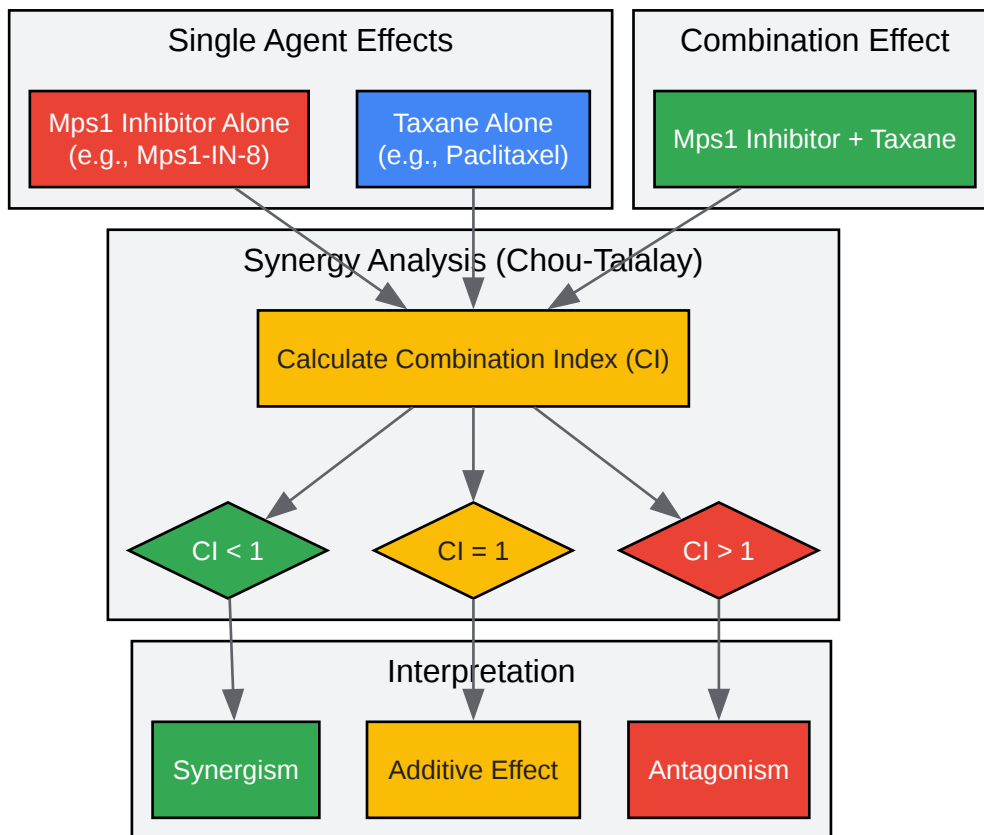 Single Agent Effects
Combination Effect
Mps1 Inhibitor Alone
(e.g., Mps1-IN-8)
Taxane Alone
(e.g., Paclitaxel)
Mps1 Inhibitor + Taxane
Synergy Analysis (Chou-Talalay)
Calculate Combination Index (CI)
CI < 1
CI = 1
CI > 1
Interpretation
Synergism
Additive Effect
Antagonism